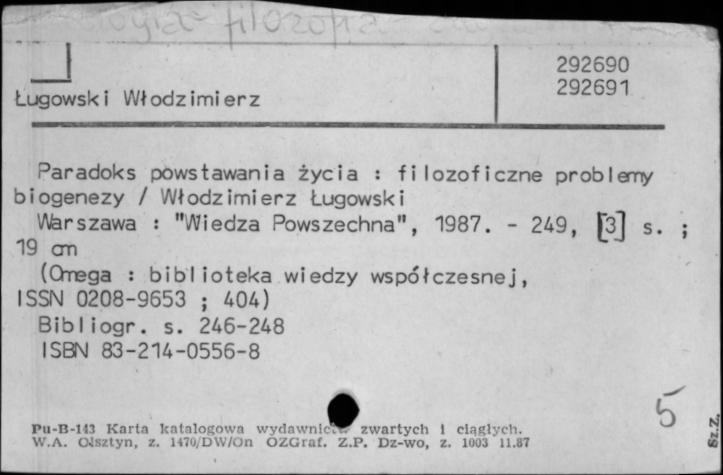 filozofia
292690
292691
Ługowski Włodzimierz
Paradoks powstawania życia : filozoficzne problemy
biogenezy / Włodzimierz Ługowski
Warszawa : "Wiedza Powszechna", 1987. - 249, [3] s. ;
19 cm
(Omega : biblioteka wiedzy współczesnej,
ISSN 0208-9653 ; 404)
Bibliogr. s. 246-248
ISBN 83-214-0556-8
5
Pu-B-143 Karta katalogowa zwartych i ciągłych.
W.A. Olsztyn, z. 1470/DW/On OZGraf. Z.P. Dz-wo, z. 1003 11.87
Sz.Z.